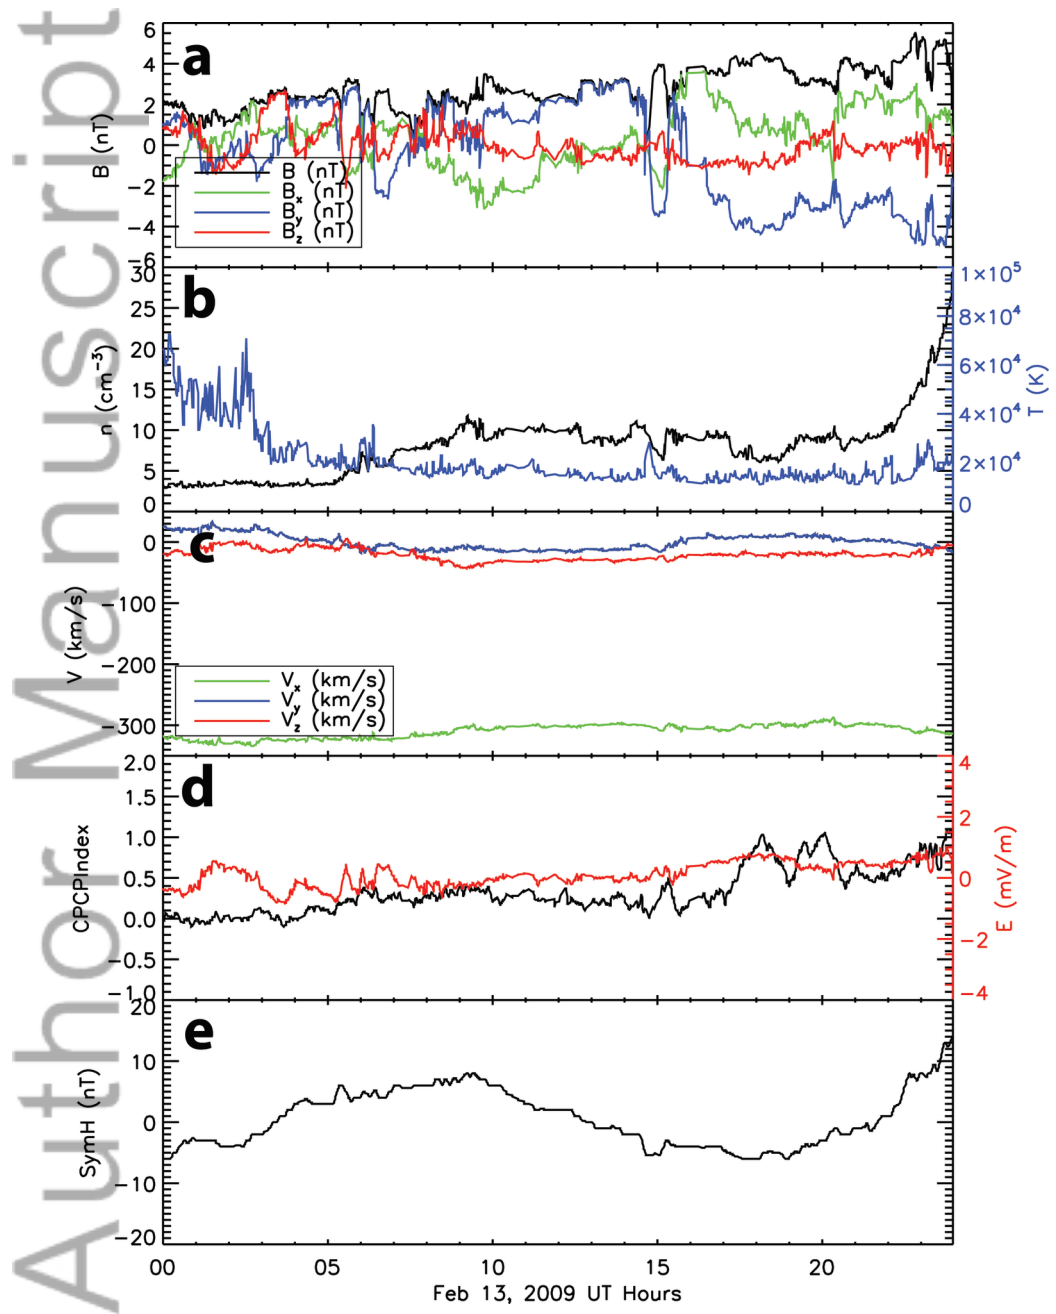 Author Manuscript
a
6
4
2
0
−2
−4
−6
B (nT)
B (nT)
Bx (nT)
By (nT)
Bz (nT)
b
30
25
20
15
10
5
0
n (cm−3)
1×105
8×104
6×104
4×104
2×104
0
T (K)
c
0
−100
−200
−300
V (km/s)
Vx (km/s)
Vy (km/s)
Vz (km/s)
d
2.0
1.5
1.0
0.5
0.0
−0.5
−1.0
CPCPIndex
4
2
0
−2
−4
E (mV/m)
e
20
10
0
−10
−20
SymH (nT)
00 05 10 15 20
Feb 13, 2009 UT Hours